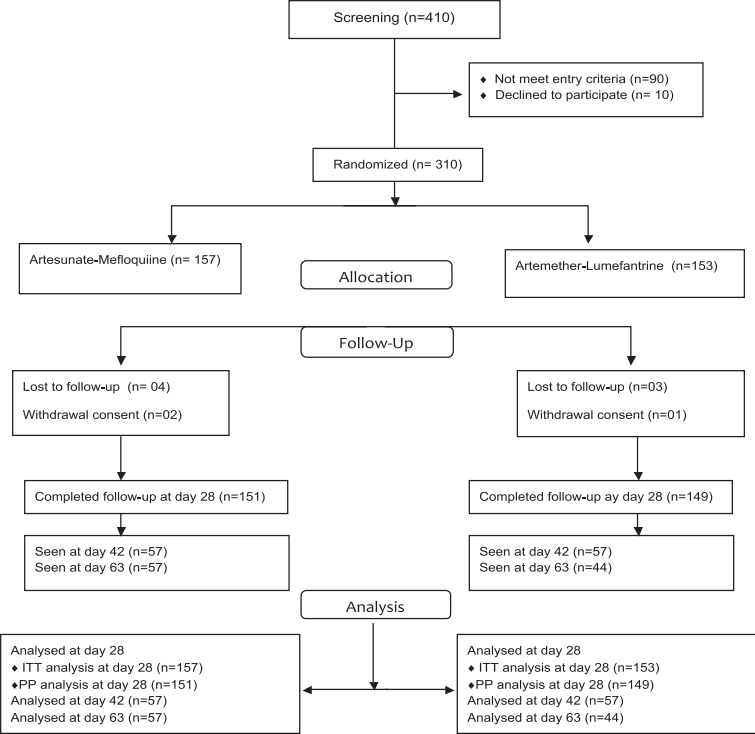 Screening (n=410)
♦ Not meet entry criteria (n=90)
♦ Declined to participate (n= 10)
Randomized (n= 310)
Artesunate-Mefloquiine (n= 157)
Artemether-Lumefantrine (n=153)
Allocation
Follow-Up
Lost to follow-up (n= 04)
Withdrawal consent (n=02)
Lost to follow-up (n=03)
Withdrawal consent (n=01)
Completed follow-up at day 28 (n=151)
Completed follow-up ay day 28 (n=149)
Seen at day 42 (n=57)
Seen at day 63 (n=57)
Seen at day 42 (n=57)
Seen at day 63 (n=44)
Analysis
Analysed at day 28
♦ ITT analysis at day 28 (n=157)
♦PP analysis at day 28 (n=151)
Analysed at day 42 (n=57)
Analysed at day 63 (n=57)
Analysed at day 28
♦ ITT analysis at day 28 (n=153)
♦PP analysis at day 28 (n=149)
Analysed at day 42 (n=57)
Analysed at day 63 (n=44)